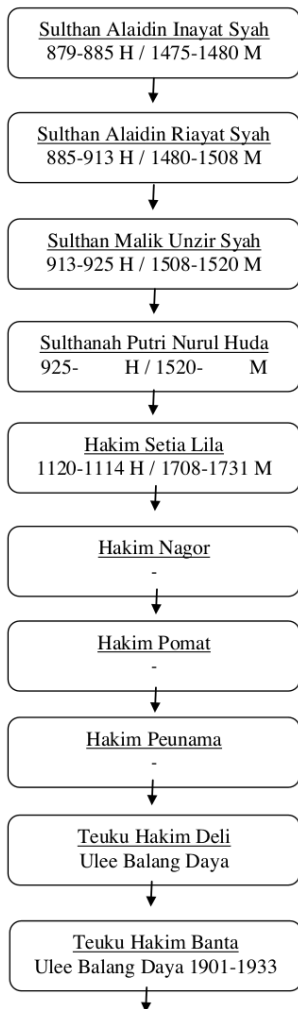 Sulthan Alaidin Inayat Syah
879-885 H / 1475-1480 M
Sulthan Alaidin Riayat Syah
885-913 H / 1480-1508 M
Sulthan Malik Unzir Syah
913-925 H / 1508-1520 M
Sulthanah Putri Nurul Huda
925- H / 1520- M
Hakim Setia Lila
1120-1114 H / 1708-1731 M
Hakim Nagor
-
Hakim Pomat
-
Hakim Peunama
-
Teuku Hakim Deli
Ulee Balang Daya
Teuku Hakim Banta
Ulee Balang Daya 1901-1933